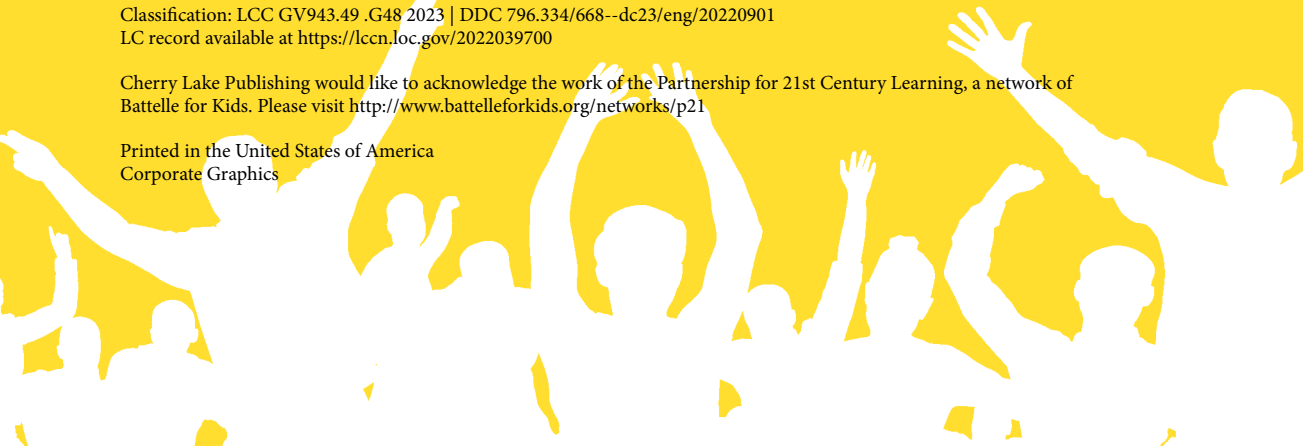 Classification: LCC GV943.49 .G48 2023 | DDC 796.334/668--dc23/eng/20220901
LC record available at https://lccn.loc.gov/2022039700
Cherry Lake Publishing would like to acknowledge the work of the Partnership for 21st Century Learning, a network of
Battelle for Kids. Please visit http://www.battelleforkids.org/networks/p21
Printed in the United States of America
Corporate Graphics